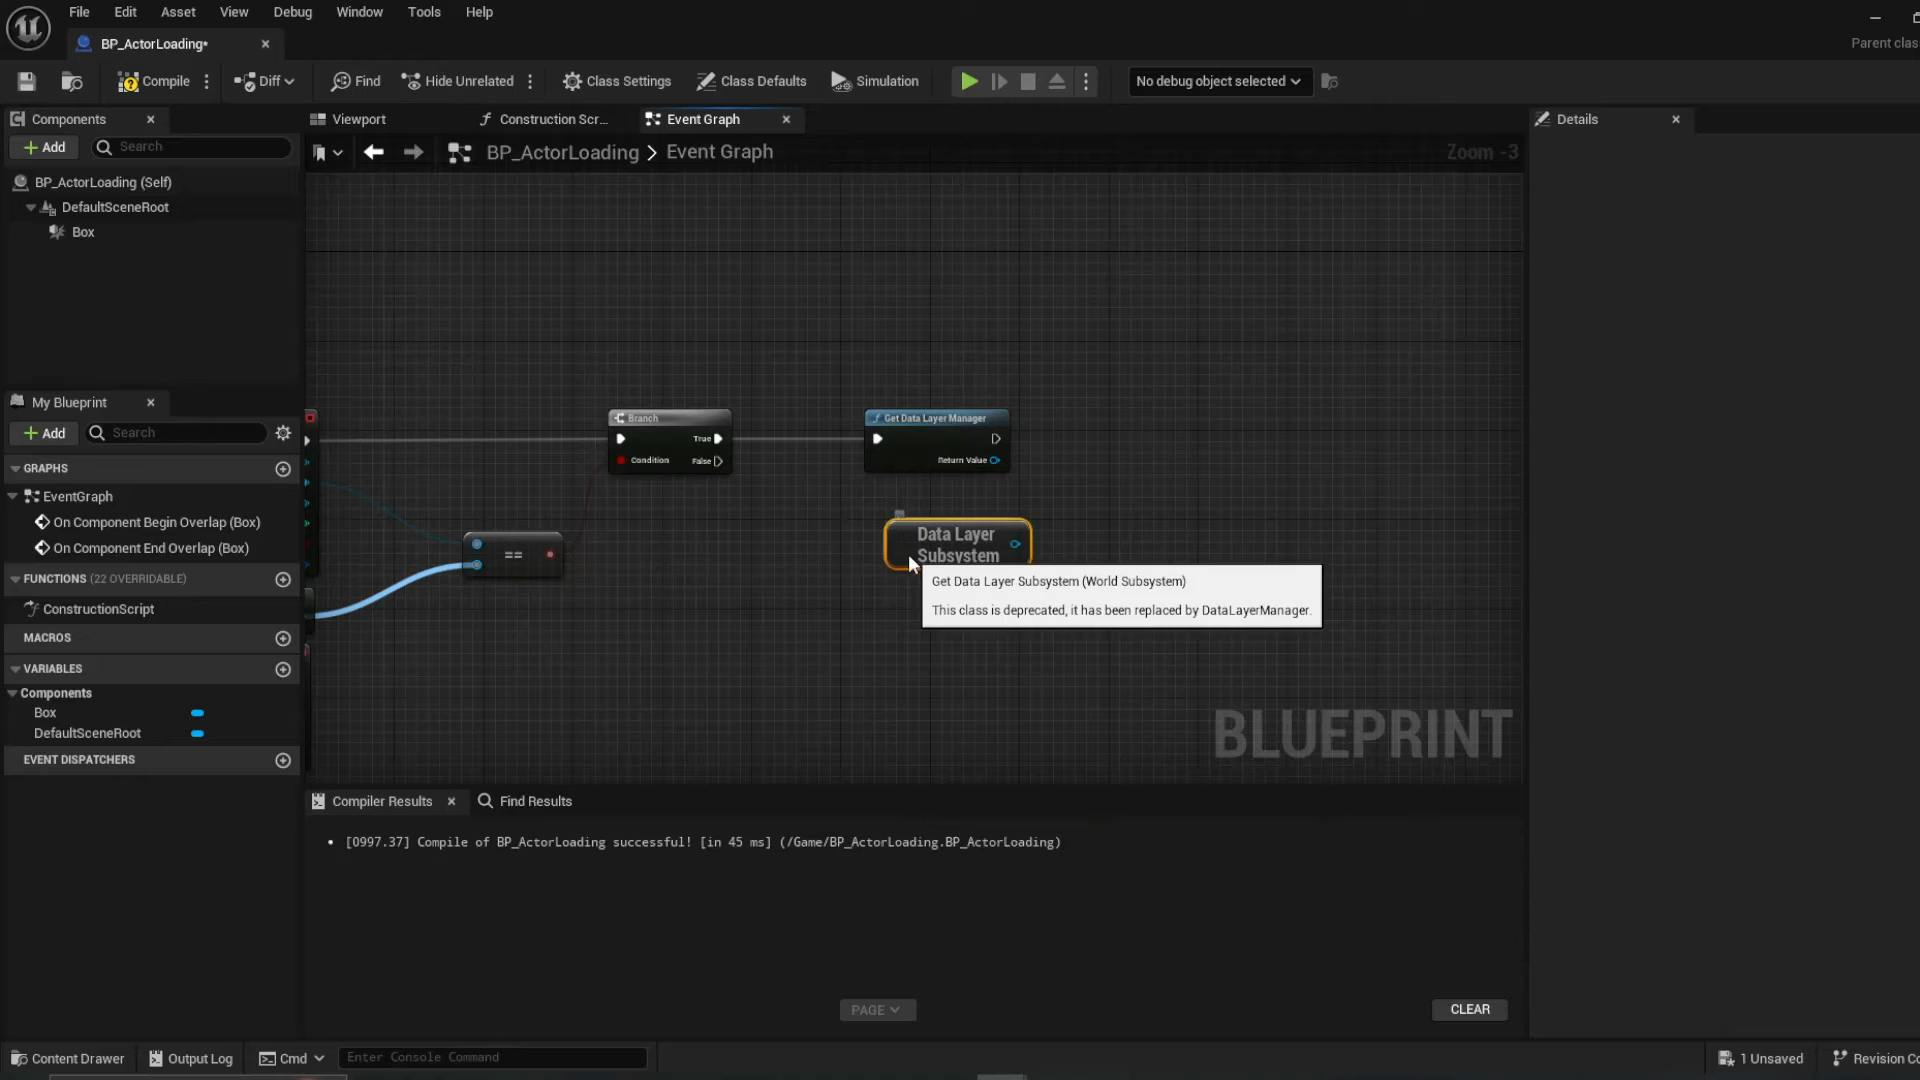 File Edit Asset View Debug Window Tools Help
BP_ActorLoading*
Parent clas
Compile Diff Find Hide Unrelated Class Settings Class Defaults Simulation No debug object selected
Components
Viewport Construction Scr... Event Graph
Details
Add Search
BP_ActorLoading > Event Graph
Zoom -3
BP_ActorLoading (Self)
DefaultSceneRoot
Box
My Blueprint
Add Search
GRAPHS
EventGraph
On Component Begin Overlap (Box)
On Component End Overlap (Box)
FUNCTIONS (22 OVERRIDABLE)
ConstructionScript
MACROS
VARIABLES
Components
Box
DefaultSceneRoot
EVENT DISPATCHERS
Branch
True
Condition False
Get Data Layer Manager
Return Value
==
Data Layer
Subsystem
Get Data Layer Subsystem (World Subsystem)
This class is deprecated, it has been replaced by DataLayerManager.
BLUEPRINT
Compiler Results Find Results
[0997.37] Compile of BP_ActorLoading successful! [in 45 ms] (/Game/BP_ActorLoading.BP_ActorLoading)
PAGE
CLEAR
Content Drawer Output Log Cmd Enter Console Command 1 Unsaved Revision Co